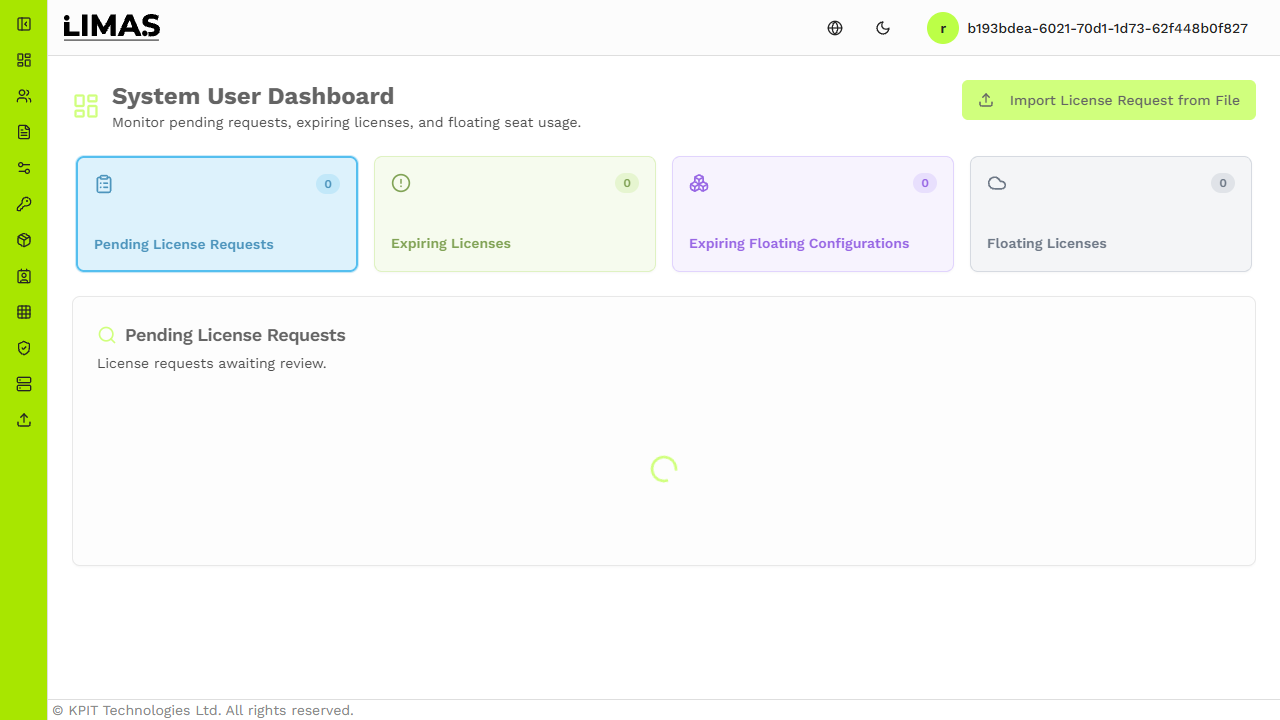 LIMAS
r b193bdea-6021-70d1-1d73-62f448b0f827
System User Dashboard
Monitor pending requests, expiring licenses, and floating seat usage.
Import License Request from File
0
Pending License Requests
0
Expiring Licenses
0
Expiring Floating Configurations
0
Floating Licenses
Pending License Requests
License requests awaiting review.
© KPIT Technologies Ltd. All rights reserved.